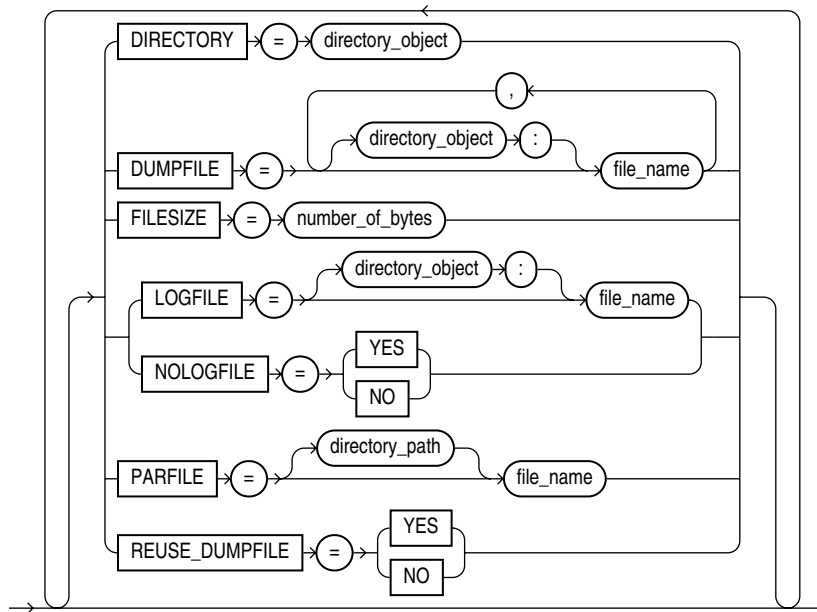 DIRECTORY = directory_object
,
directory_object :
DUMPFILE = file_name
FILESIZE = number_of_bytes
directory_object :
LOGFILE = file_name
YES
NOLOGFILE =
NO
directory_path
PARFILE = file_name
YES
REUSE_DUMPFILE =
NO